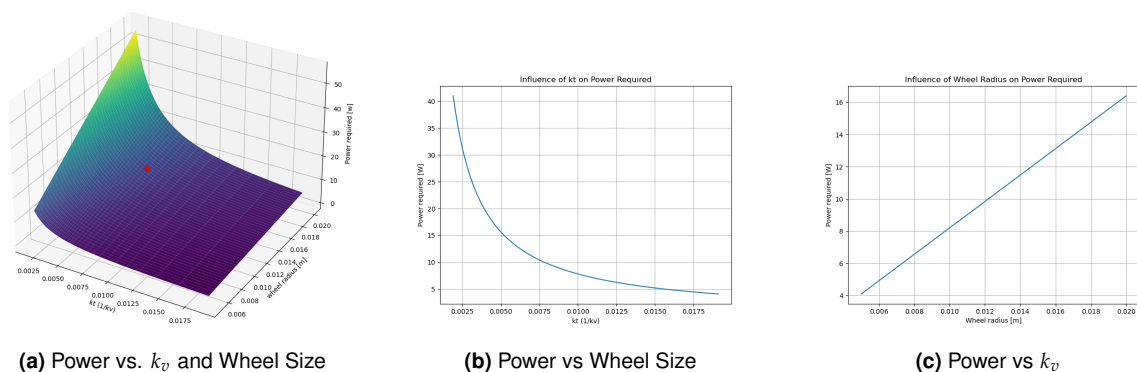 50
40
30
20
10
0
Power required [w]
0.020
0.018
0.016
0.014
0.012
0.010
0.008
0.006
wheel radius [m]
0.0025
0.0050
0.0075
0.0100
0.0125
0.0150
0.0175
kt (1/kv)
(a) Power vs. kᵥ and Wheel Size
Influence of kt on Power Required
40
35
30
25
20
15
10
5
Power required [W]
0.0025 0.0050 0.0075 0.0100 0.0125 0.0150 0.0175
kt (1/kv)
(b) Power vs Wheel Size
Influence of Wheel Radius on Power Required
16
14
12
10
8
6
4
Power required [W]
0.006 0.008 0.010 0.012 0.014 0.016 0.018 0.020
Wheel radius [m]
(c) Power vs kᵥ